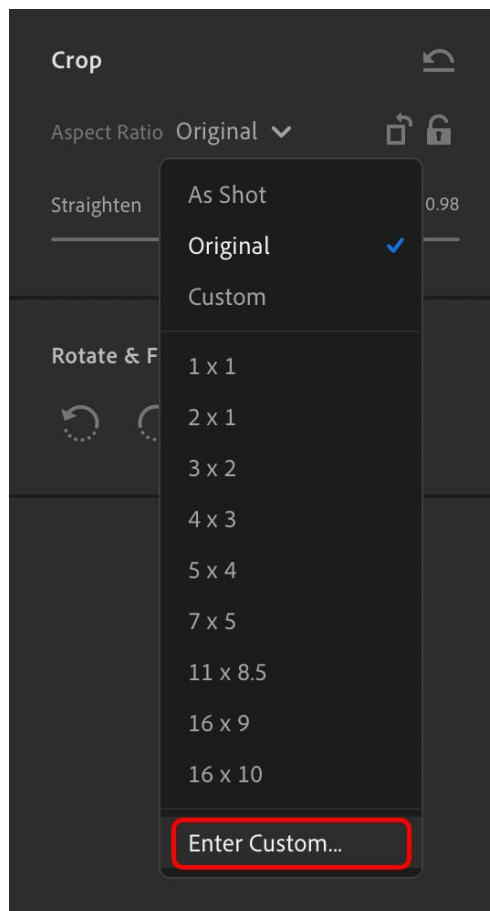 Crop
Aspect Ratio Original
As Shot
Straighten 0.98
Original
Custom
Rotate & F
1 x 1
2 x 1
3 x 2
4 x 3
5 x 4
7 x 5
11 x 8.5
16 x 9
16 x 10
Enter Custom...